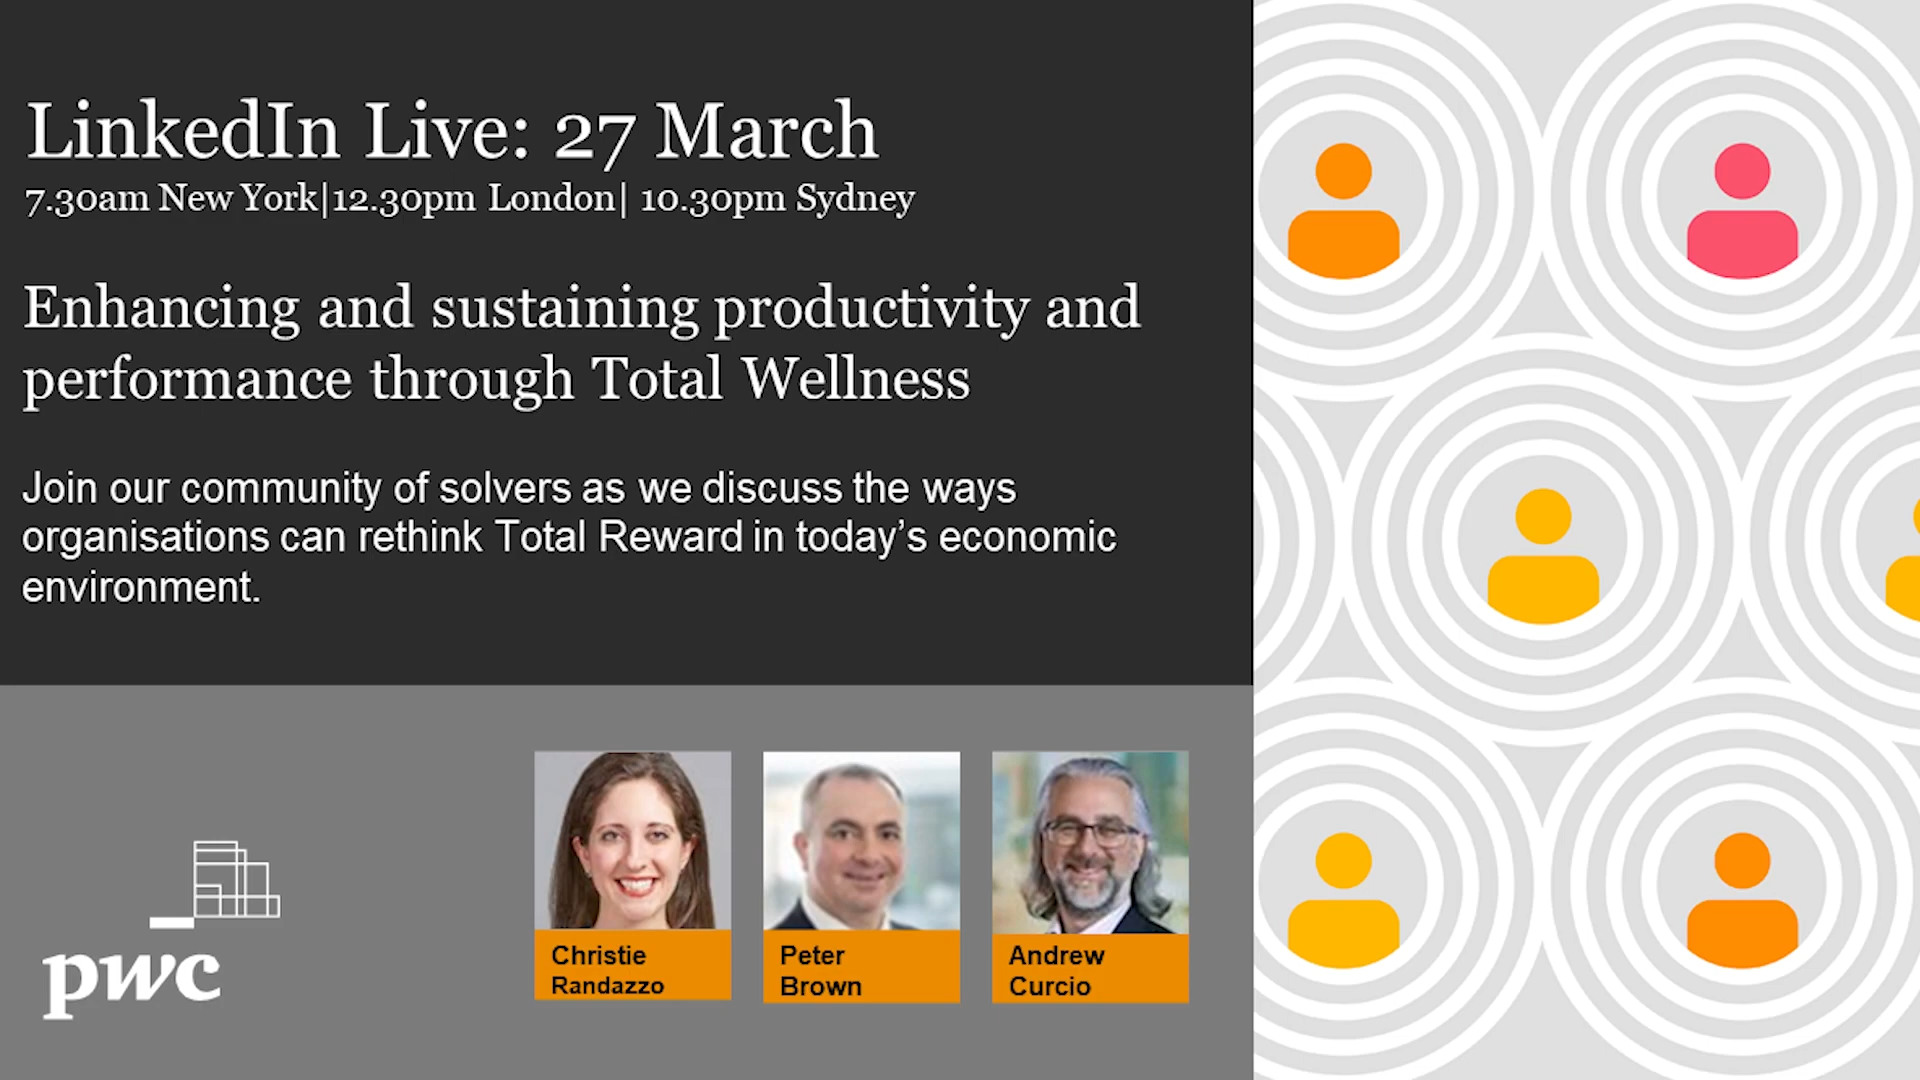 LinkedIn Live: 27 March
7.30am New York|12.30pm London| 10.30pm Sydney
Enhancing and sustaining productivity and
performance through Total Wellness
Join our community of solvers as we discuss the ways
organisations can rethink Total Reward in today’s economic
environment.
pwc
Christie
Randazzo
Peter
Brown
Andrew
Curcio